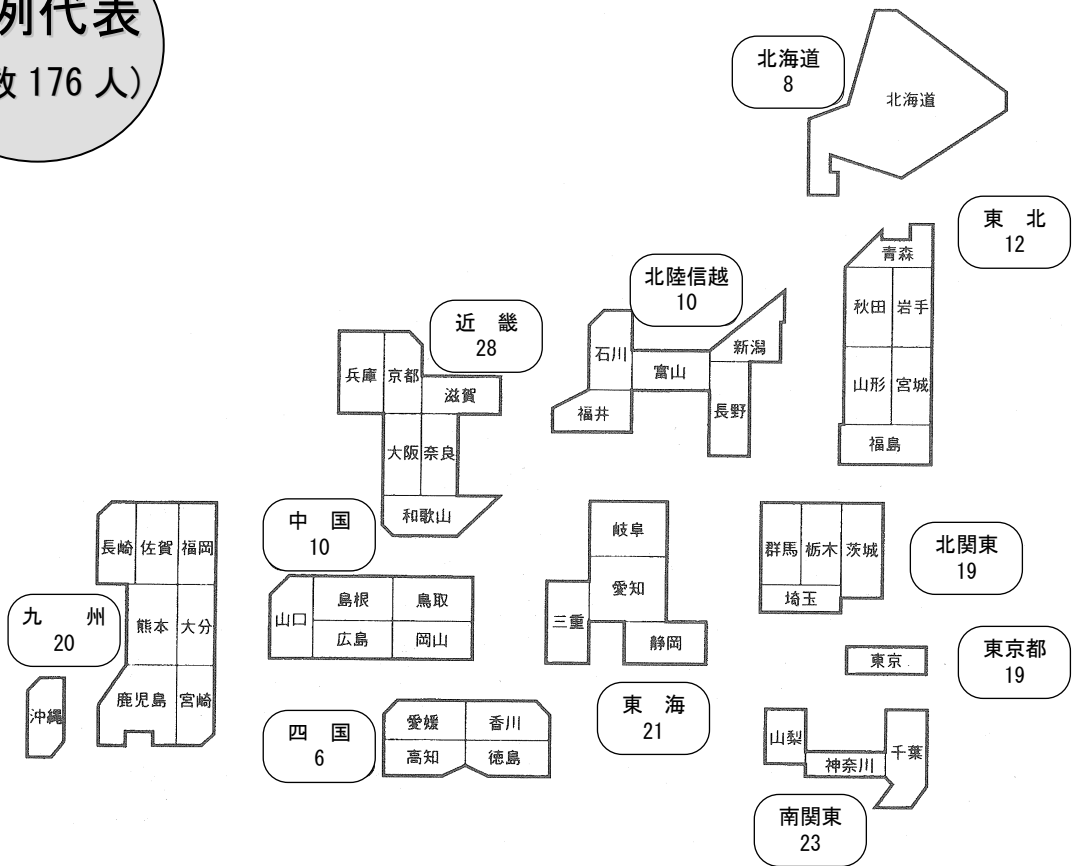 例代表
数 176 人)
北海道
8
北海道
東　北
12
青森
秋田
岩手
山形
宮城
福島
北陸信越
10
石川
富山
新潟
福井
長野
近　畿
28
兵庫
京都
滋賀
大阪
奈良
和歌山
中　国
10
山口
島根
鳥取
広島
岡山
九　州
20
長崎
佐賀
福岡
熊本
大分
鹿児島
宮崎
沖縄
四　国
6
愛媛
香川
高知
徳島
岐阜
愛知
三重
静岡
東　海
21
群馬
栃木
茨城
埼玉
北関東
19
東京
東京都
19
山梨
神奈川
千葉
南関東
23